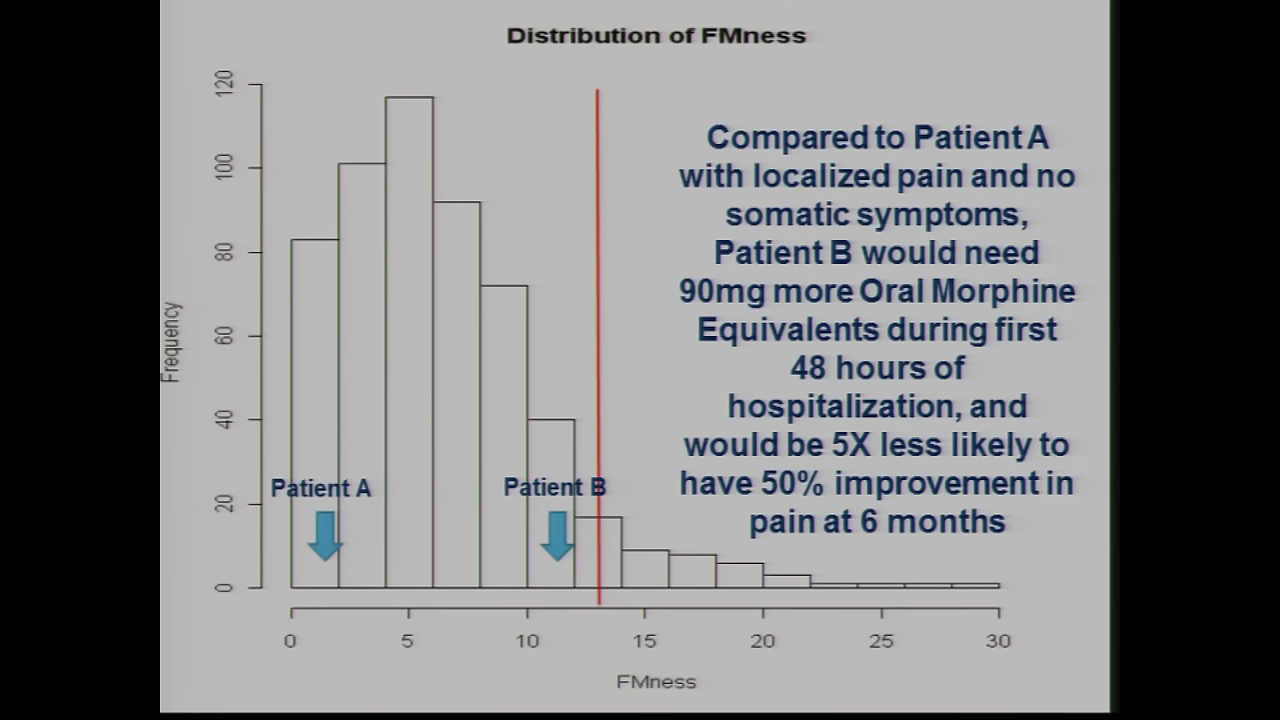 Distribution of FMness
120
100
80
60
40
20
0
Frequency
Compared to Patient A
with localized pain and no
somatic symptoms,
Patient B would need
90mg more Oral Morphine
Equivalents during first
48 hours of
hospitalization, and
would be 5X less likely to
have 50% improvement in
pain at 6 months
Patient A
Patient B
0 5 10 15 20 25 30
FMness